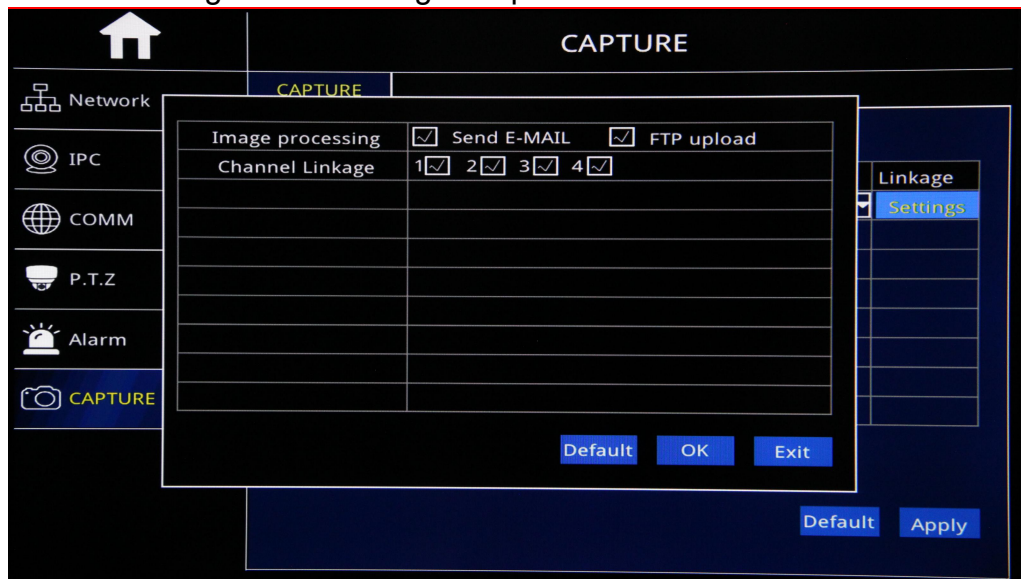 CAPTURE
Network
CAPTURE
Image processing Send E-MAIL FTP upload
IPC
Channel Linkage 1 2 3 4
Linkage
COMM
Settings
P.T.Z
Alarm
CAPTURE
Default OK Exit
Default Apply